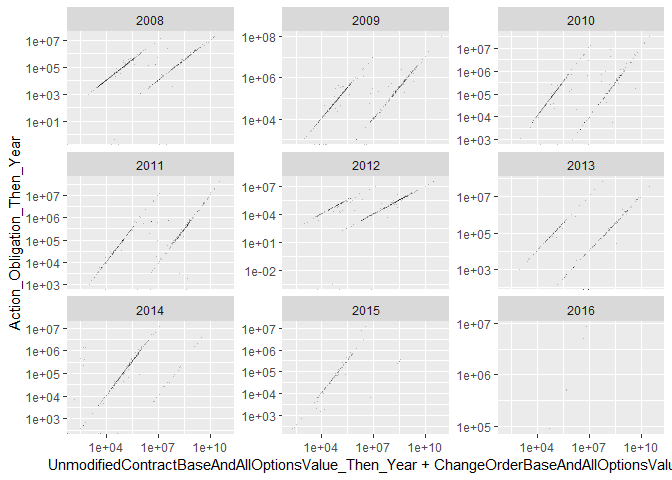 2008
2009
2010
1e+07
1e+05
1e+03
1e+01
1e+08
1e+06
1e+04
1e+07
1e+06
1e+05
1e+04
1e+03
2011
2012
2013
1e+07
1e+06
1e+05
1e+04
1e+03
1e+07
1e+04
1e+01
1e-02
1e+07
1e+05
1e+03
2014
2015
2016
1e+07
1e+06
1e+05
1e+04
1e+03
1e+07
1e+06
1e+05
1e+04
1e+03
1e+07
1e+06
1e+05
1e+04 1e+07 1e+10
1e+04 1e+07 1e+10
1e+04 1e+07 1e+10
Action_Obligation_Then_Year
UnmodifiedContractBaseAndAllOptionsValue_Then_Year + ChangeOrderBaseAndAllOptionsValu